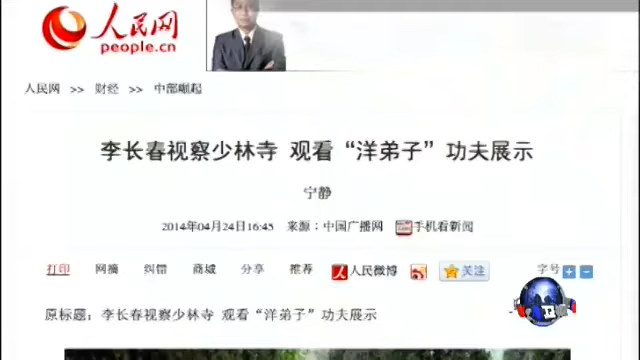 人民网
people.cn
人民网 >> 财经 >> 中部崛起
李长春视察少林寺 观看“洋弟子”功夫展示
宁静
2014年04月24日16:45 来源：中国广播网 手机看新闻
打印 网摘 纠错 商城 分享 推荐 人民微博 关注 字号 + −
原标题：李长春视察少林寺 观看“洋弟子”功夫展示